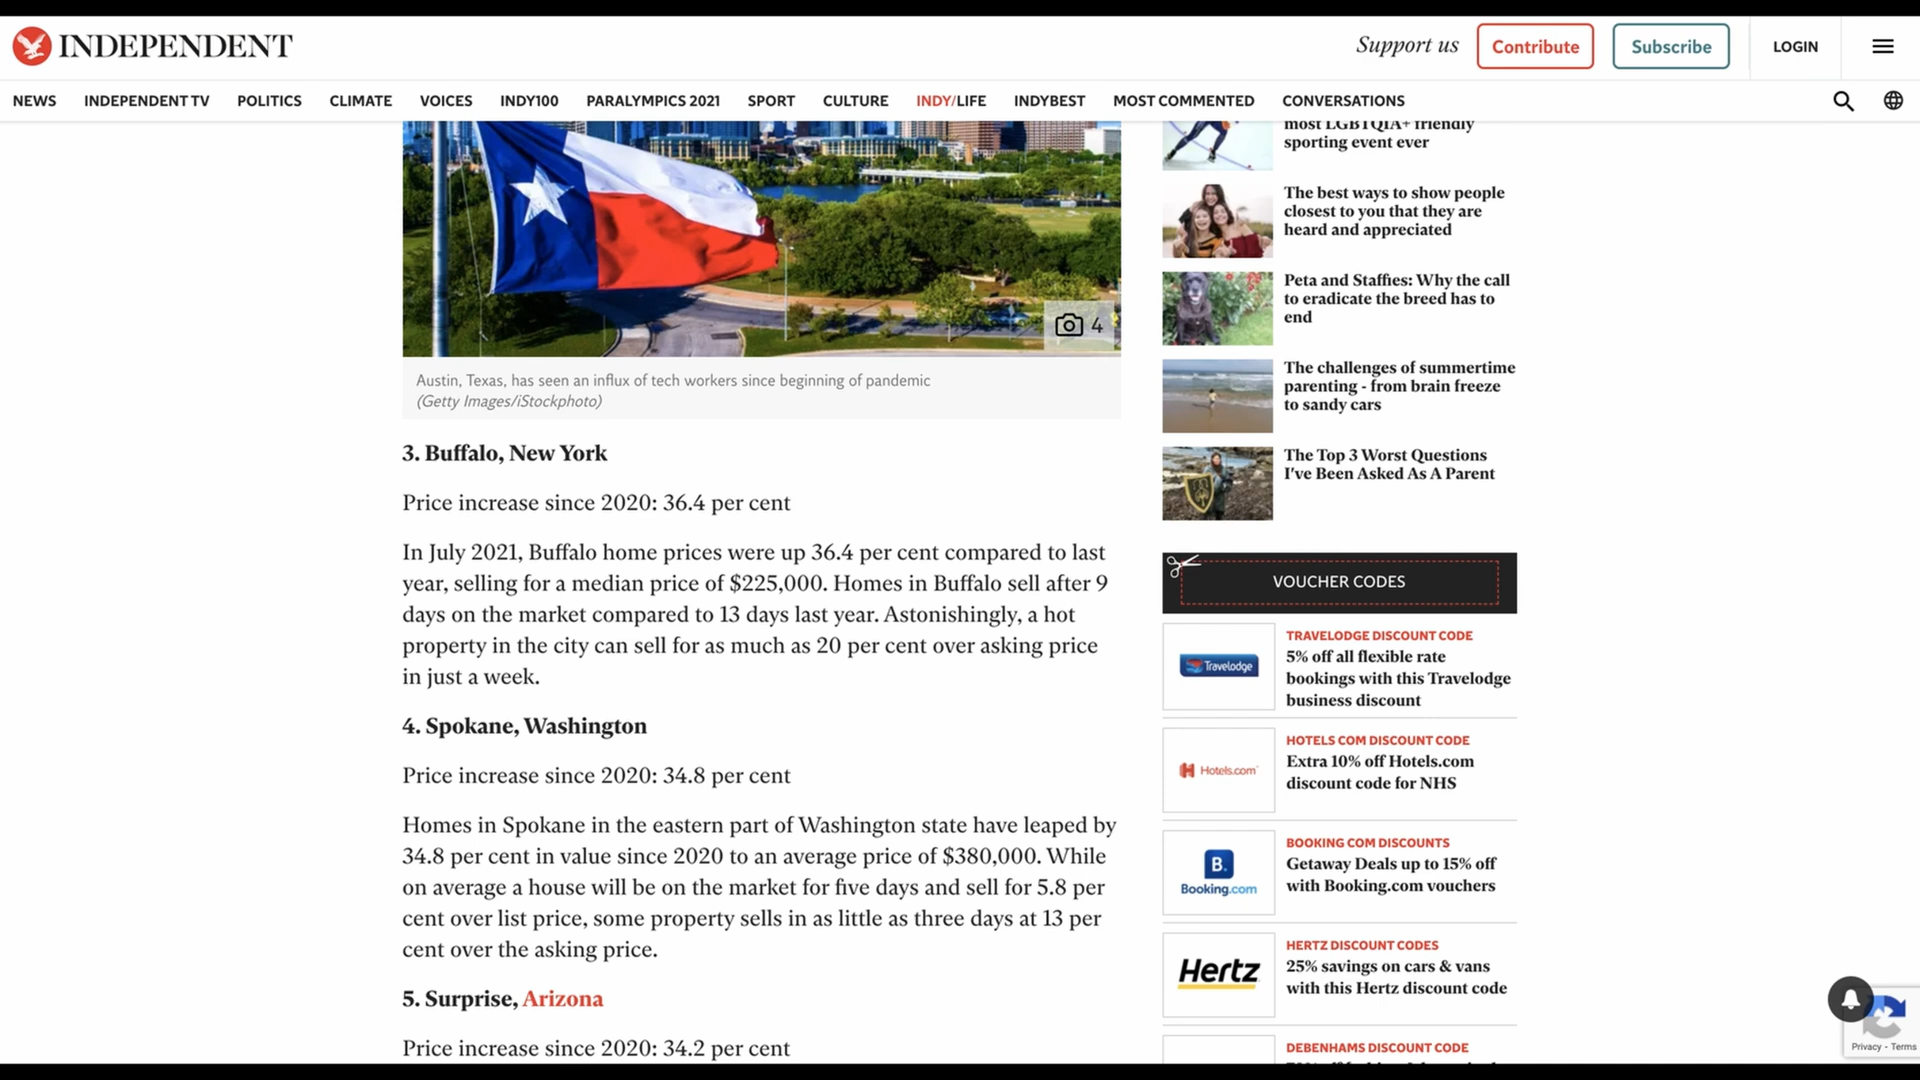 INDEPENDENT
Support us
Contribute
Subscribe
LOGIN
NEWS
INDEPENDENT TV
POLITICS
CLIMATE
VOICES
INDY100
PARALYMPICS 2021
SPORT
CULTURE
INDY/LIFE
INDYBEST
MOST COMMENTED
CONVERSATIONS
4
Austin, Texas, has seen an influx of tech workers since beginning of pandemic
(Getty Images/iStockphoto)
3. Buffalo, New York
Price increase since 2020: 36.4 per cent
In July 2021, Buffalo home prices were up 36.4 per cent compared to last
year, selling for a median price of $225,000. Homes in Buffalo sell after 9
days on the market compared to 13 days last year. Astonishingly, a hot
property in the city can sell for as much as 20 per cent over asking price
in just a week.
4. Spokane, Washington
Price increase since 2020: 34.8 per cent
Homes in Spokane in the eastern part of Washington state have leaped by
34.8 per cent in value since 2020 to an average price of $380,000. While
on average a house will be on the market for five days and sell for 5.8 per
cent over list price, some property sells in as little as three days at 13 per
cent over the asking price.
5. Surprise, Arizona
Price increase since 2020: 34.2 per cent
most LGBTQIA+ friendly
sporting event ever
The best ways to show people
closest to you that they are
heard and appreciated
Peta and Staffies: Why the call
to eradicate the breed has to
end
The challenges of summertime
parenting - from brain freeze
to sandy cars
The Top 3 Worst Questions
I've Been Asked As A Parent
VOUCHER CODES
Travelodge
TRAVELODGE DISCOUNT CODE
5% off all flexible rate
bookings with this Travelodge
business discount
Hotels.com
HOTELS COM DISCOUNT CODE
Extra 10% off Hotels.com
discount code for NHS
B.
Booking.com
BOOKING COM DISCOUNTS
Getaway Deals up to 15% off
with Booking.com vouchers
Hertz
HERTZ DISCOUNT CODES
25% savings on cars & vans
with this Hertz discount code
DEBENHAMS DISCOUNT CODE
Privacy - Terms